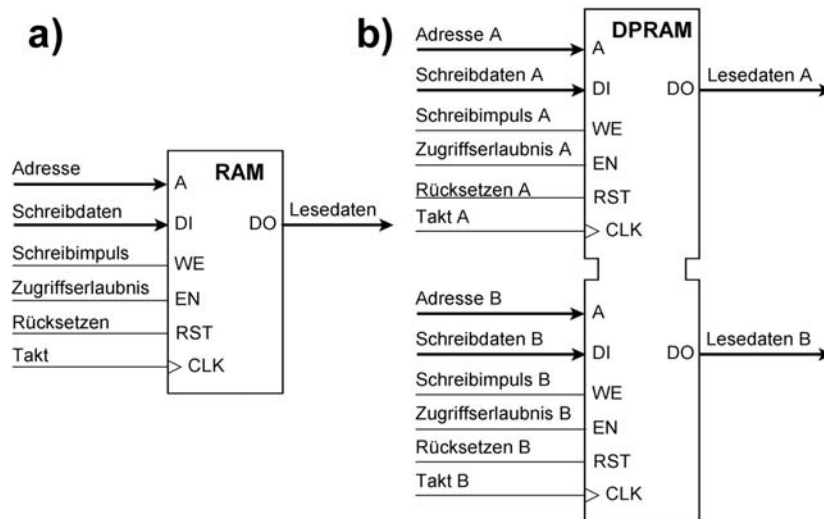 a)
RAM
Adresse
A
Schreibdaten
DI
DO
Lesedaten
Schreibimpuls
WE
Zugriffserlaubnis
EN
Rücksetzen
RST
Takt
CLK
b)
DPRAM
Adresse A
A
Schreibdaten A
DI
DO
Lesedaten A
Schreibimpuls A
WE
Zugriffserlaubnis A
EN
Rücksetzen A
RST
Takt A
CLK
Adresse B
A
Schreibdaten B
DI
DO
Lesedaten B
Schreibimpuls B
WE
Zugriffserlaubnis B
EN
Rücksetzen B
RST
Takt B
CLK